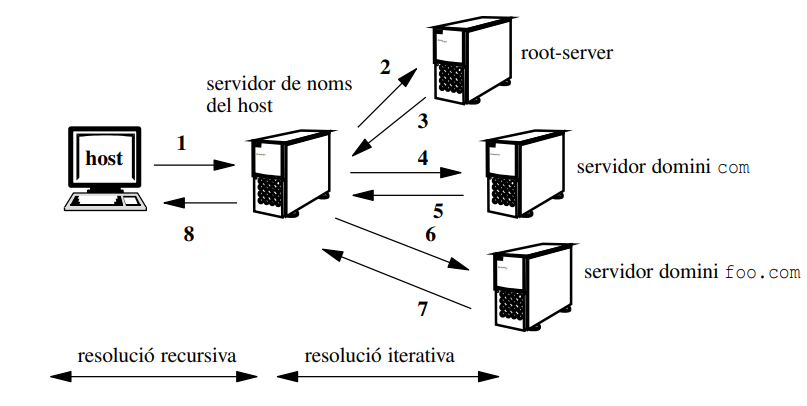 root-server
2
servidor de noms
del host
3
1
4
host
servidor domini com
5
8
6
servidor domini foo.com
7
resolució recursiva
resolució iterativa